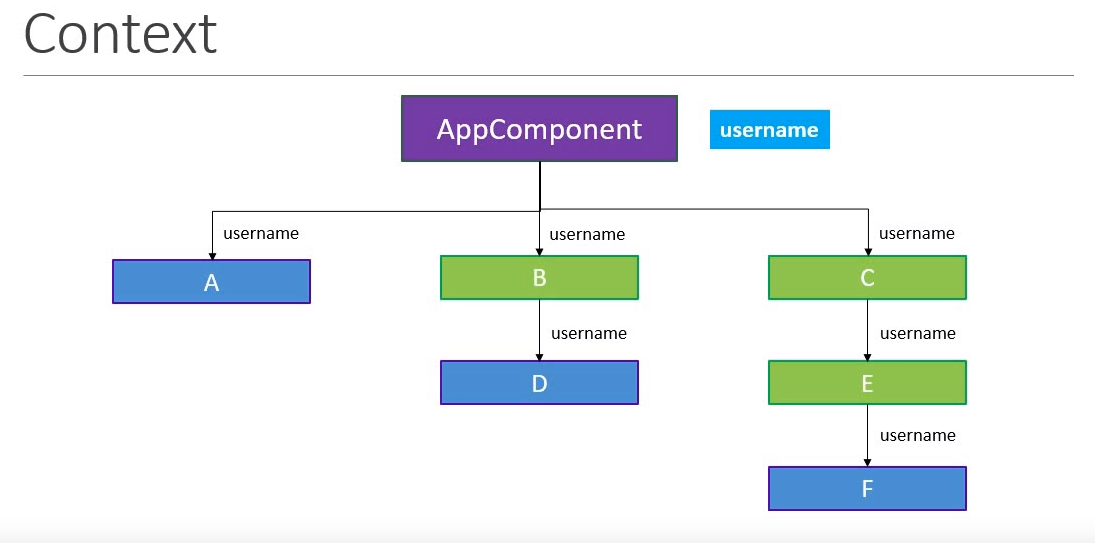 Context
AppComponent
username
username
username
username
A
B
C
username
username
D
E
username
F